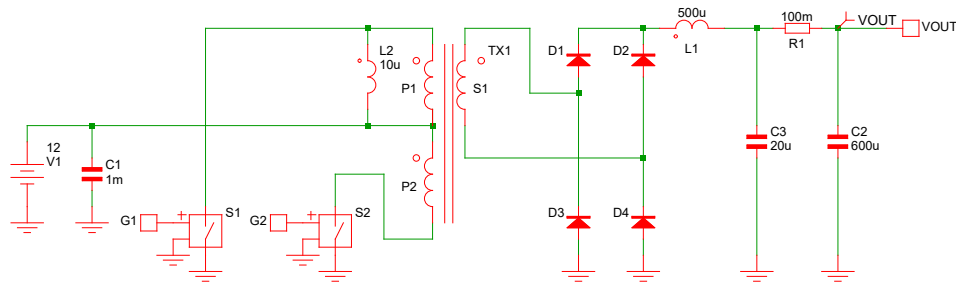 500u
L1
100m
R1
VOUT
VOUT
L2
10u
P1
TX1
S1
D1
D2
12
V1
C1
1m
P2
C3
20u
C2
600u
G1
S1
G2
S2
D3
D4